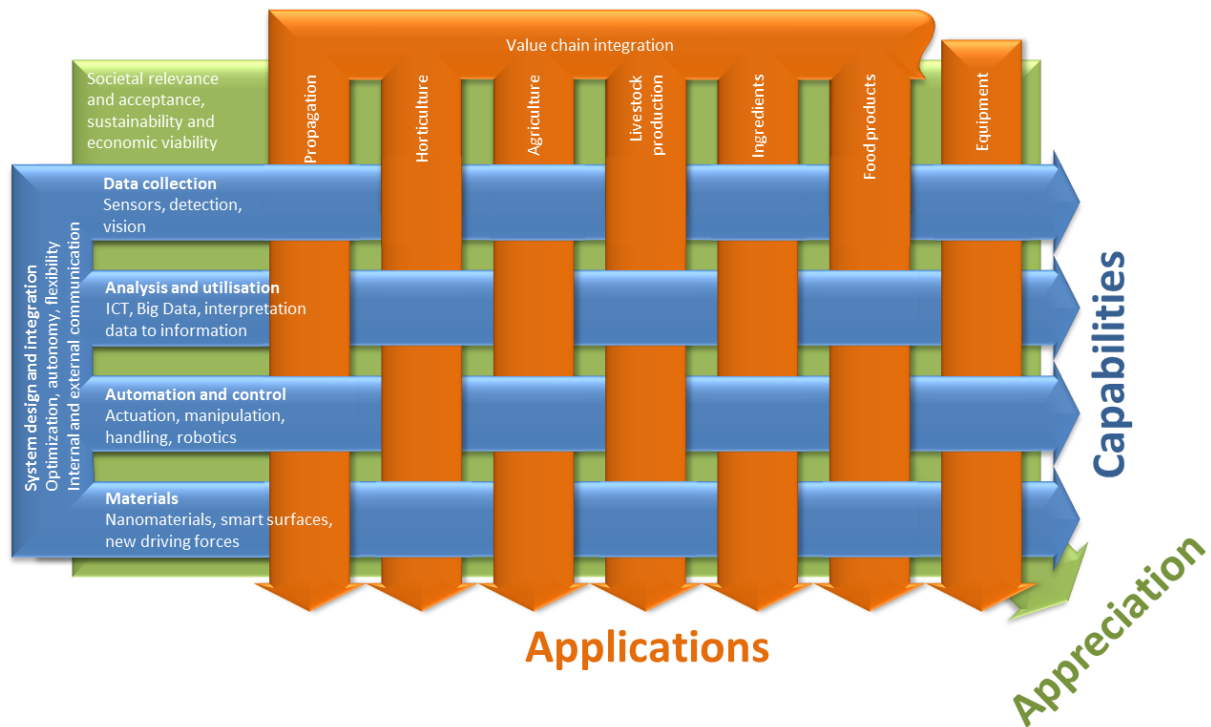 Value chain integration
Societal relevance
and acceptance,
sustainability and
economic viability
Propagation
Horticulture
Agriculture
Livestock
production
Ingredients
Food products
Equipment
System design and integration
Optimization, autonomy, flexibility
Internal and external communication
Data collection
Sensors, detection,
vision
Analysis and utilisation
ICT, Big Data, interpretation
data to information
Automation and control
Actuation, manipulation,
handling, robotics
Materials
Nanomaterials, smart surfaces,
new driving forces
Capabilities
Applications
Appreciation